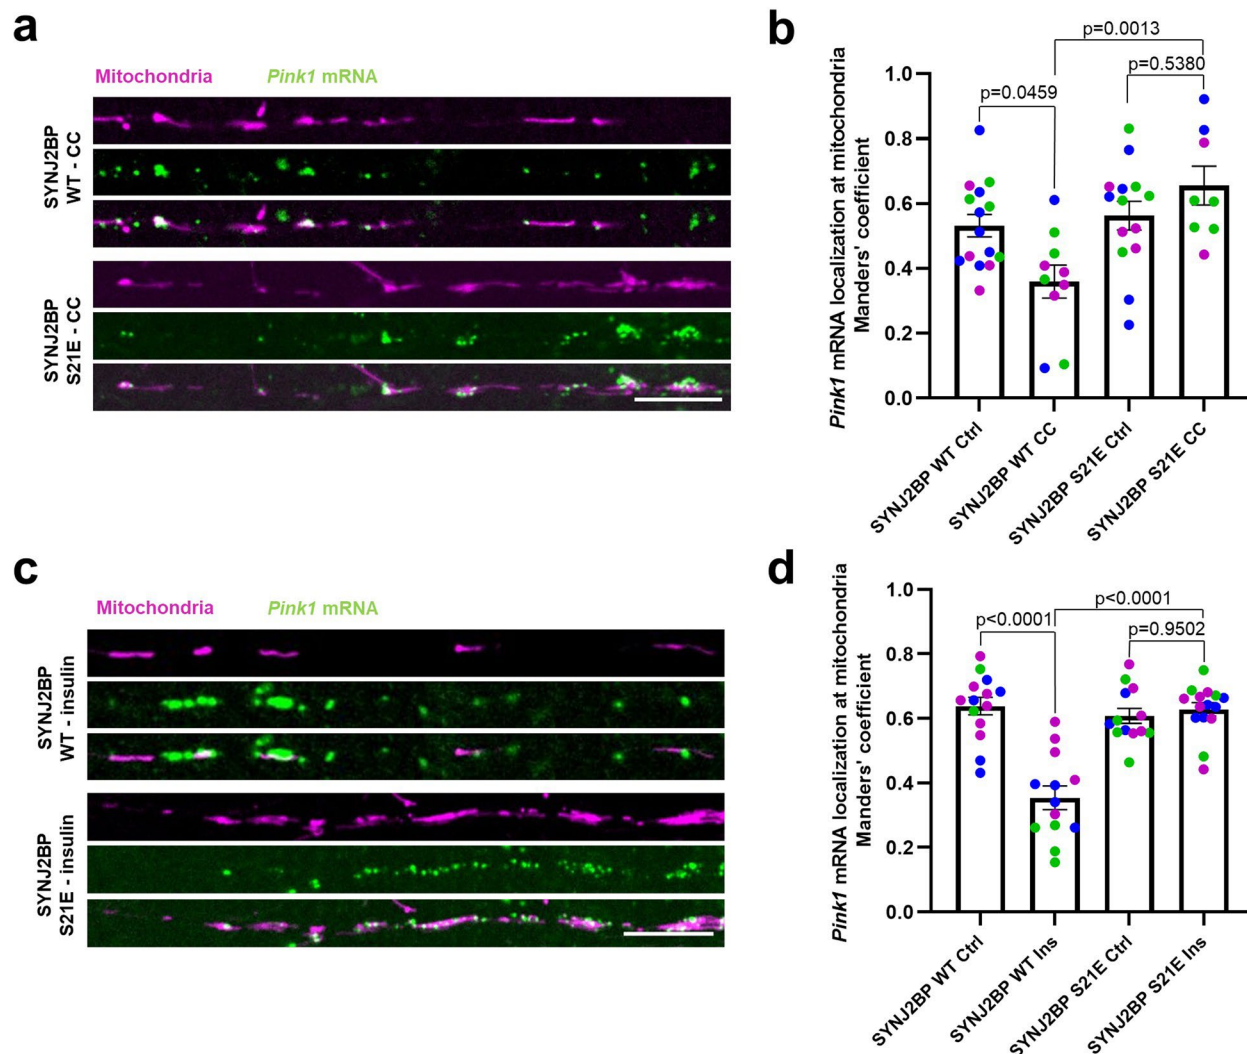 a
Mitochondria
Pink1 mRNA
SYNJ2BP
WT - CC
SYNJ2BP
S21E - CC
b
Pink1 mRNA localization at mitochondria
Manders' coefficient
1.0
0.8
0.6
0.4
0.2
0.0
p=0.0013
p=0.5380
p=0.0459
SYNJ2BP WT Ctrl
SYNJ2BP WT CC
SYNJ2BP S21E Ctrl
SYNJ2BP S21E CC
c
Mitochondria
Pink1 mRNA
SYNJ2BP
WT - insulin
SYNJ2BP
S21E - insulin
d
Pink1 mRNA localization at mitochondria
Manders' coefficient
1.0
0.8
0.6
0.4
0.2
0.0
p<0.0001
p<0.0001
p=0.9502
SYNJ2BP WT Ctrl
SYNJ2BP WT Ins
SYNJ2BP S21E Ctrl
SYNJ2BP S21E Ins